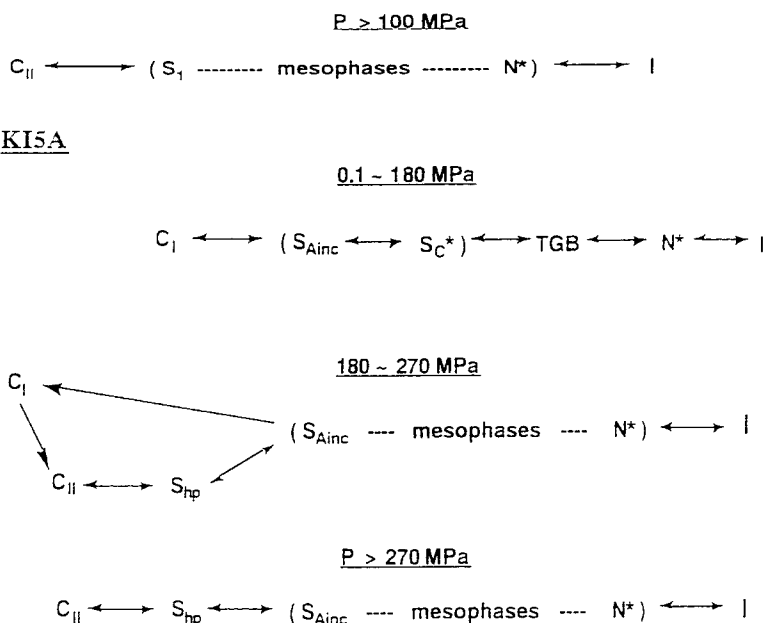 P > 100 MPa
C_II ⟷ ( S_1 --------- mesophases --------- N* ) ⟷ I
KI5A
0.1 ~ 180 MPa
C_I ⟷ ( S_Ainc ⟷ S_C* ) ⟷ TGB ⟷ N* ⟷ I
180 ~ 270 MPa
C_I
( S_Ainc ---- mesophases ---- N* ) ⟷ I
C_II ⟷ S_hp
P > 270 MPa
C_II ⟷ S_hp ⟷ ( S_Ainc ---- mesophases ---- N* ) ⟷ I